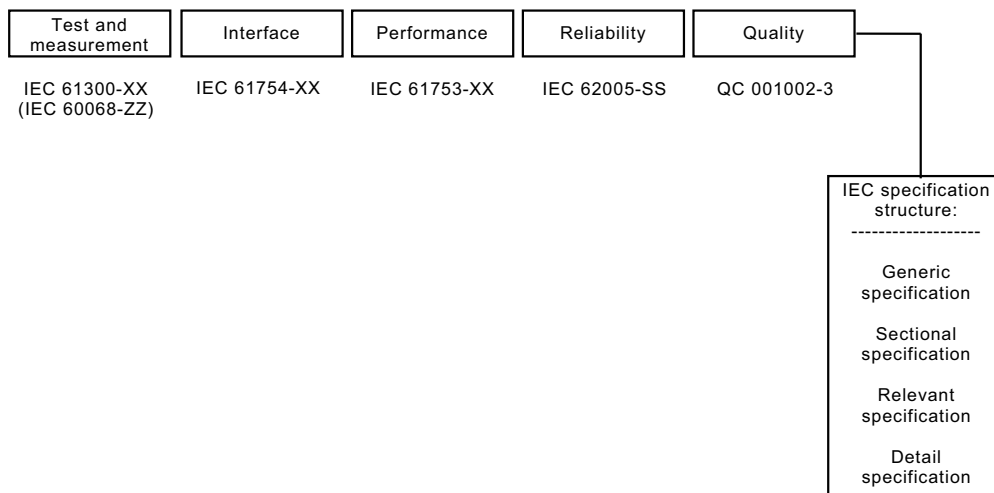 Test and
measurement
Interface
Performance
Reliability
Quality
IEC 61300-XX
(IEC 60068-ZZ)
IEC 61754-XX
IEC 61753-XX
IEC 62005-SS
QC 001002-3
IEC specification
structure:
-------------------
Generic
specification
Sectional
specification
Relevant
specification
Detail
specification